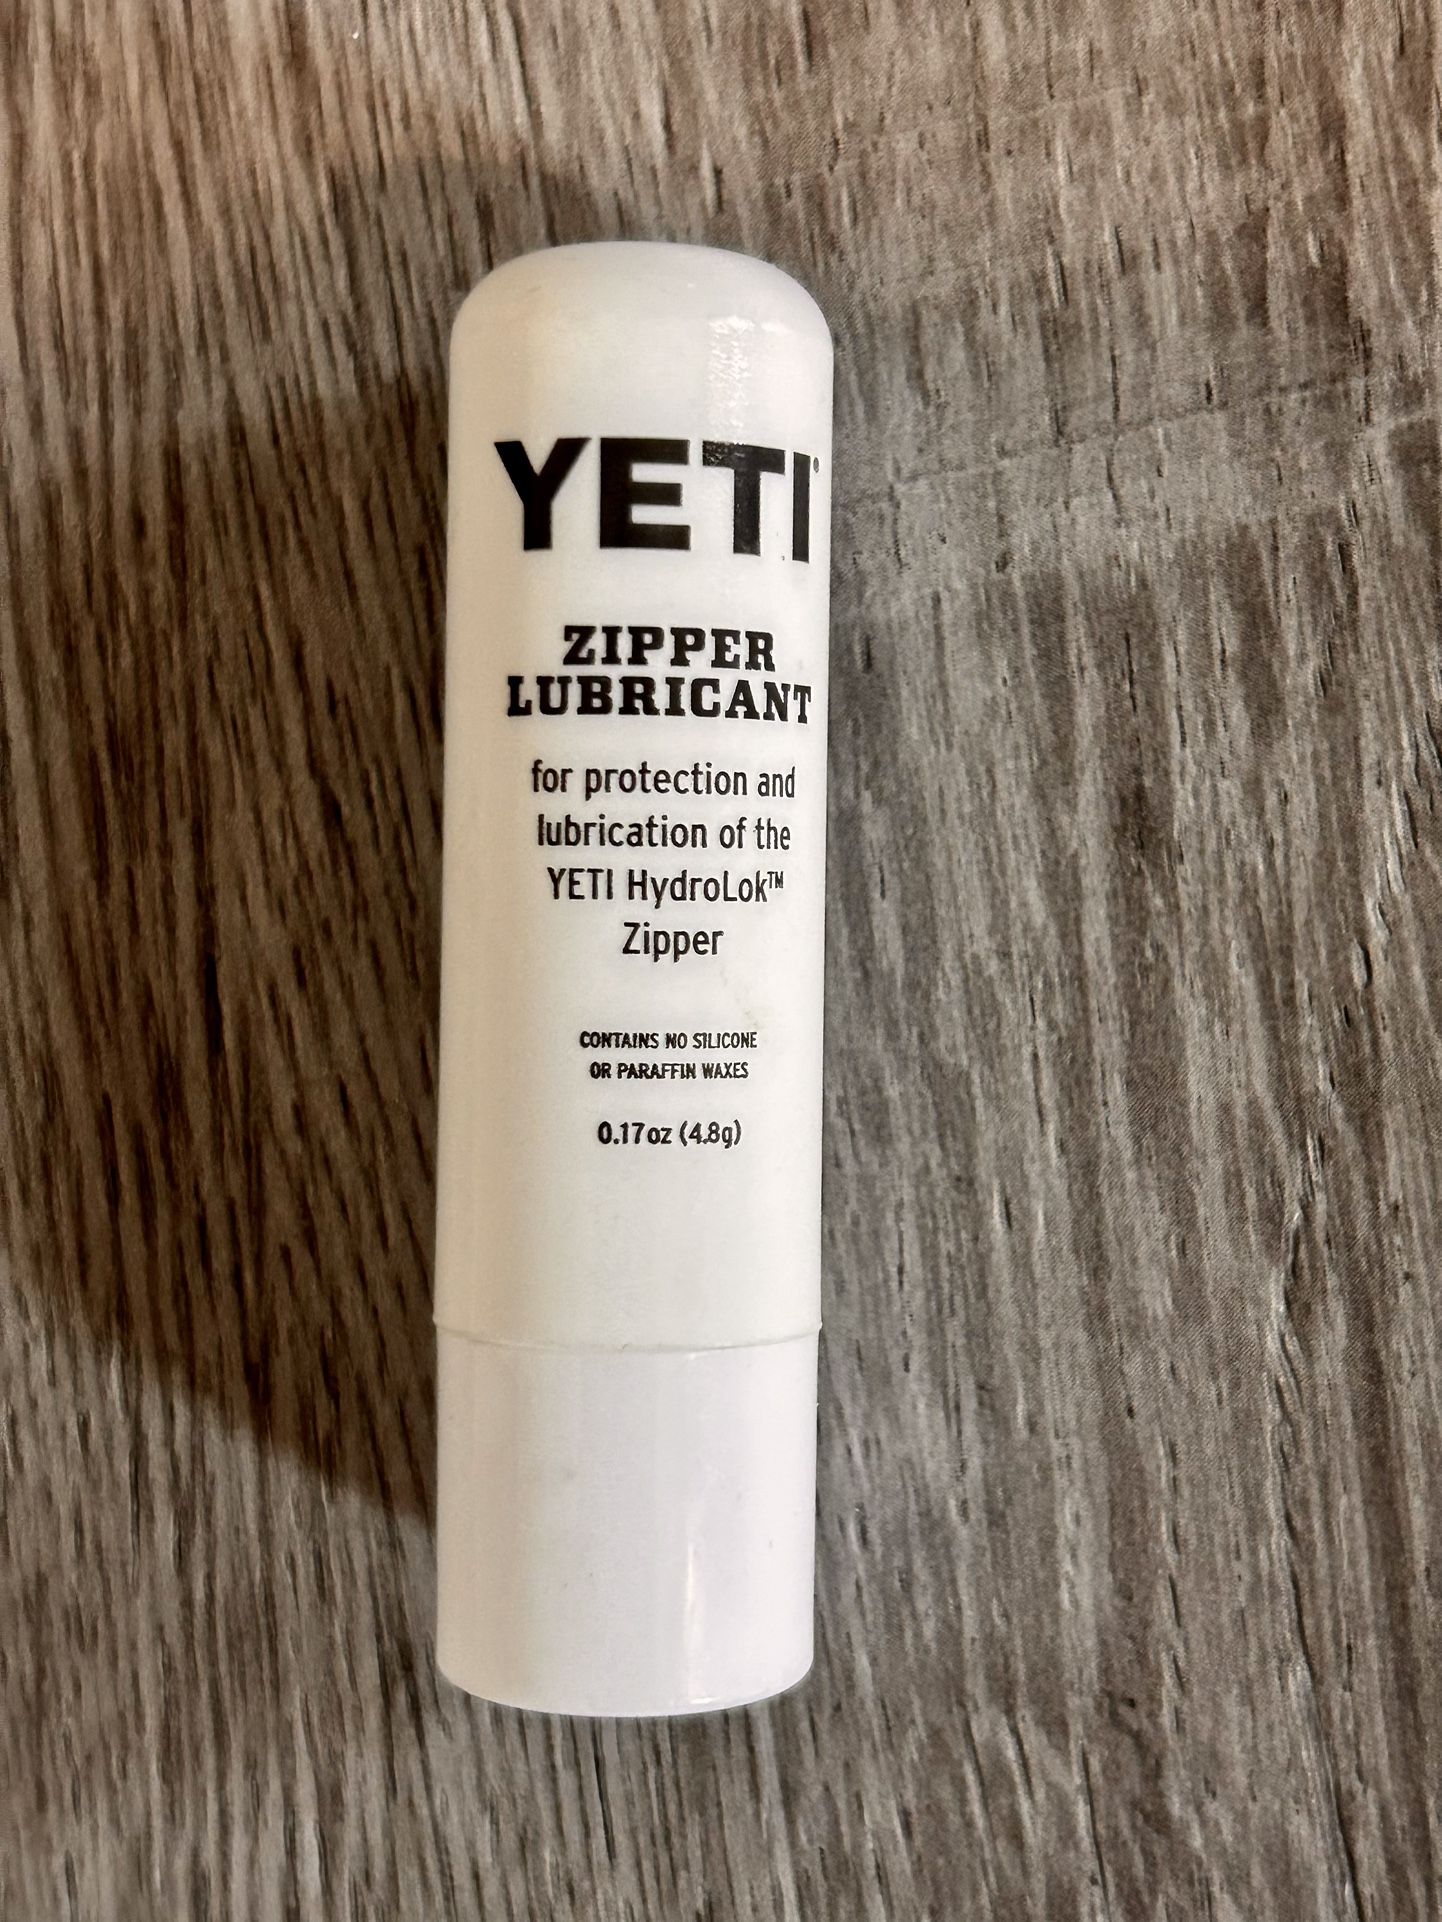 YETI®
ZIPPER
LUBRICANT
for protection and
lubrication of the
YETI HydroLok™
Zipper
CONTAINS NO SILICONE
OR PARAFFIN WAXES
0.17oz (4.8g)